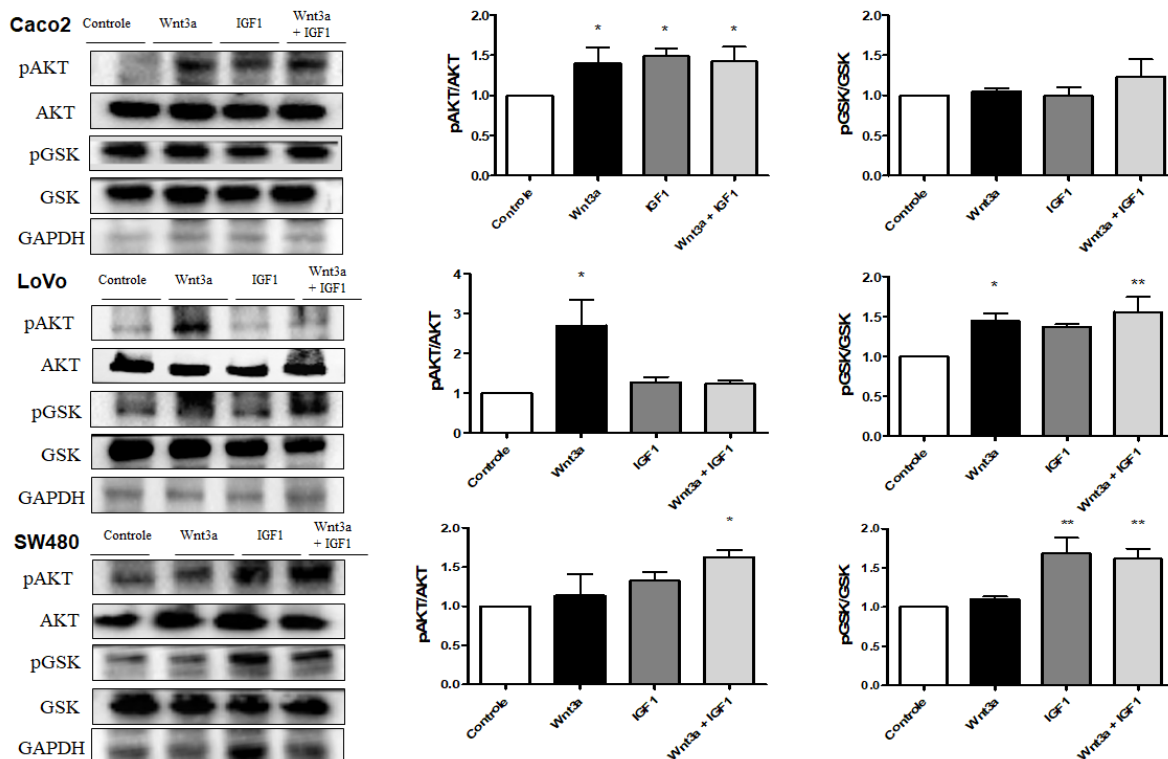 Caco2
Controle Wnt3a IGF1 Wnt3a
+ IGF1
pAKT
AKT
pGSK
GSK
GAPDH
pAKT/AKT
2.0
1.5
1.0
0.5
0.0
* * *
Controle Wnt3a IGF1 Wnt3a + IGF1
pGSK/GSK
2.0
1.5
1.0
0.5
0.0
Controle Wnt3a IGF1 Wnt3a + IGF1
LoVo
Controle Wnt3a IGF1 Wnt3a
+ IGF1
pAKT
AKT
pGSK
GSK
GAPDH
pAKT/AKT
4
3
2
1
0
*
Controle Wnt3a IGF1 Wnt3a + IGF1
pGSK/GSK
2.0
1.5
1.0
0.5
0.0
* **
Controle Wnt3a IGF1 Wnt3a + IGF1
SW480
Controle Wnt3a IGF1 Wnt3a
+ IGF1
pAKT
AKT
pGSK
GSK
GAPDH
pAKT/AKT
2.0
1.5
1.0
0.5
0.0
*
Controle Wnt3a IGF1 Wnt3a + IGF1
pGSK/GSK
2.0
1.5
1.0
0.5
0.0
** **
Controle Wnt3a IGF1 Wnt3a + IGF1